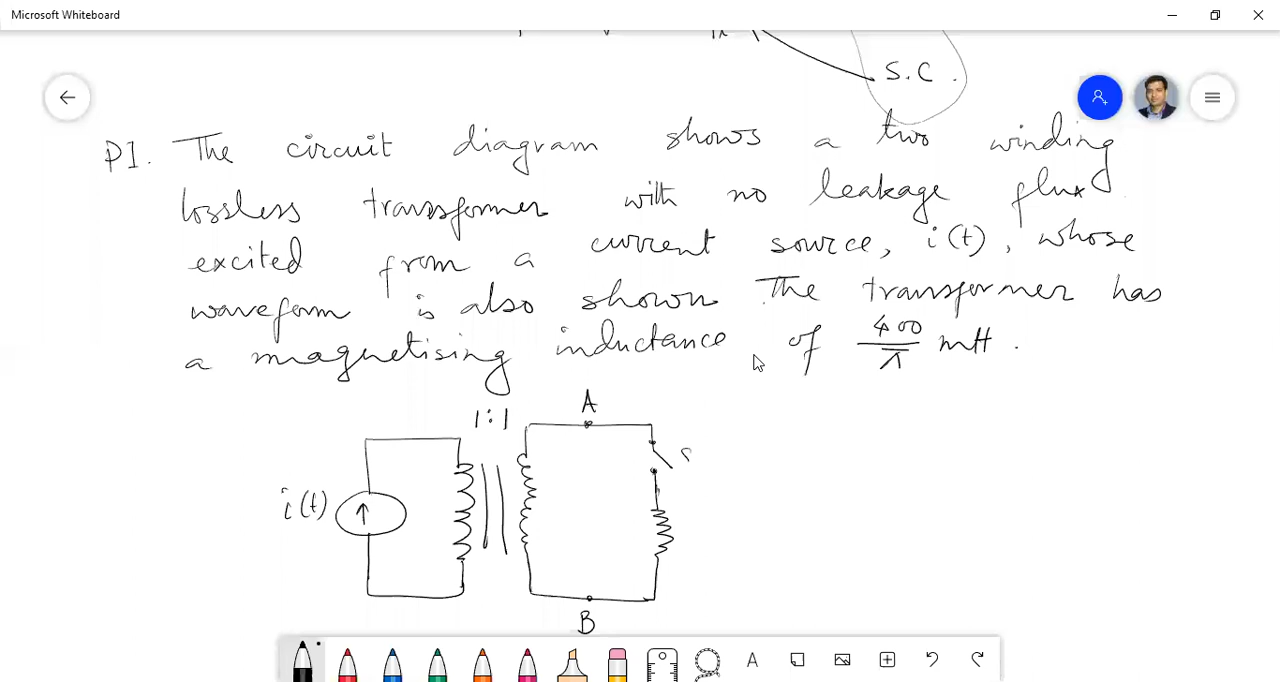 Microsoft Whiteboard
S.C.
P1. The circuit diagram shows a two winding
lossless transformer with no leakage flux
excited from a current source, i(t), whose
waveform is also shown. The transformer has
a magnetising inductance of 400/π mH.
A
1:1
i(t)
B
A